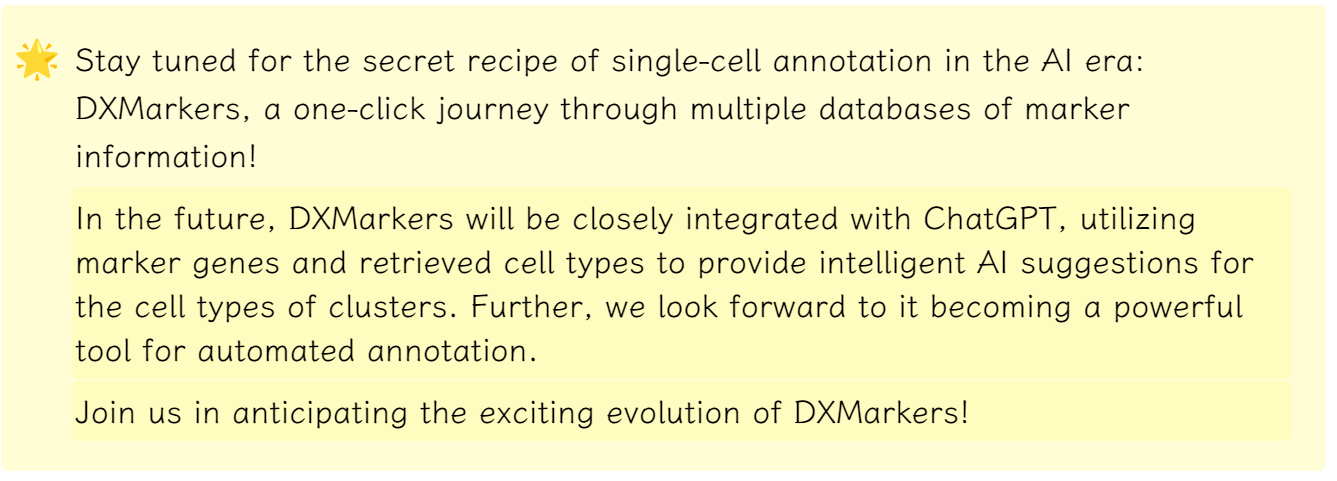 Stay tuned for the secret recipe of single-cell annotation in the AI era:
DXMarkers, a one-click journey through multiple databases of marker
information!
In the future, DXMarkers will be closely integrated with ChatGPT, utilizing
marker genes and retrieved cell types to provide intelligent AI suggestions for
the cell types of clusters. Further, we look forward to it becoming a powerful
tool for automated annotation.
Join us in anticipating the exciting evolution of DXMarkers!